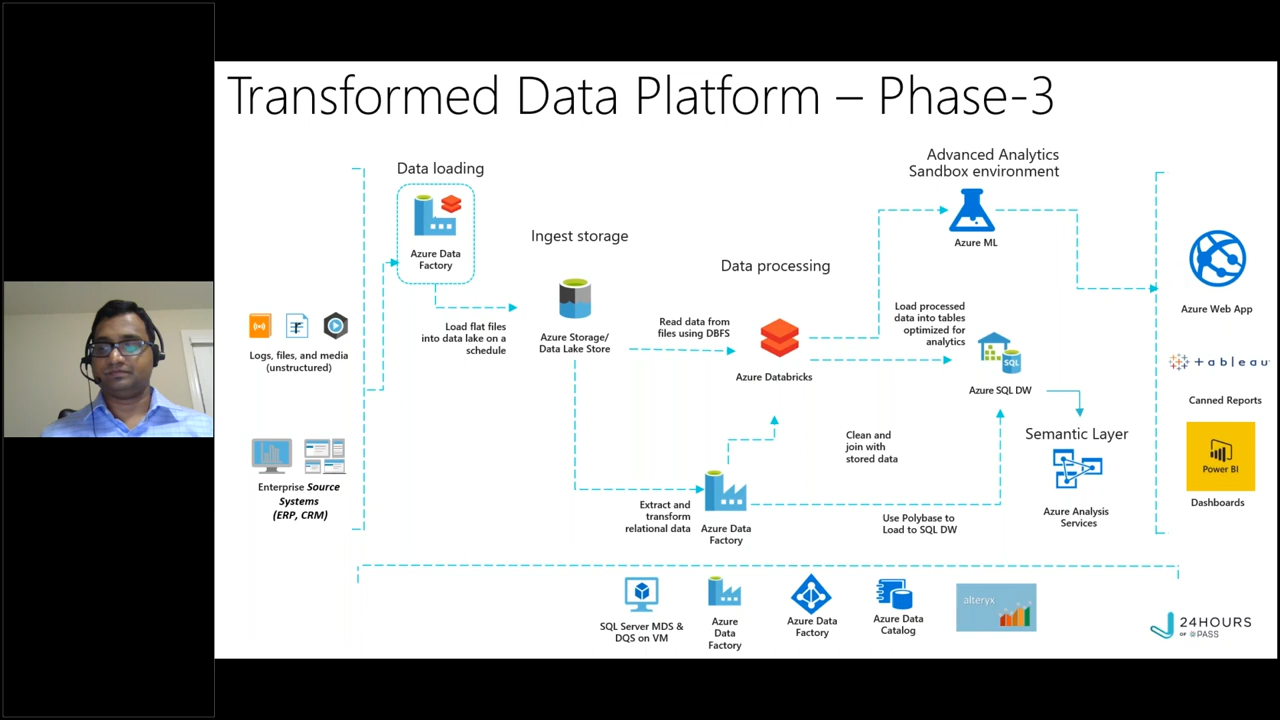 Transformed Data Platform – Phase-3
Data loading
Azure Data
Factory
Load flat files
into data lake on a
schedule
Logs, files, and media
(unstructured)
Enterprise Source
Systems
(ERP, CRM)
Ingest storage
Azure Storage/
Data Lake Store
Read data from
files using DBFS
Data processing
Azure Databricks
Extract and
transform
relational data
Azure Data
Factory
Clean and
join with
stored data
Use Polybase to
Load to SQL DW
Advanced Analytics
Sandbox environment
Azure ML
Load processed
data into tables
optimized for
analytics
SQL
Azure SQL DW
Semantic Layer
Azure Analysis
Services
Azure Web App
+ableau
Canned Reports
Power BI
Dashboards
SQL Server MDS &
DQS on VM
Azure
Data
Factory
Azure Data
Factory
Azure Data
Catalog
alteryx
24HOURS
OF @PASS